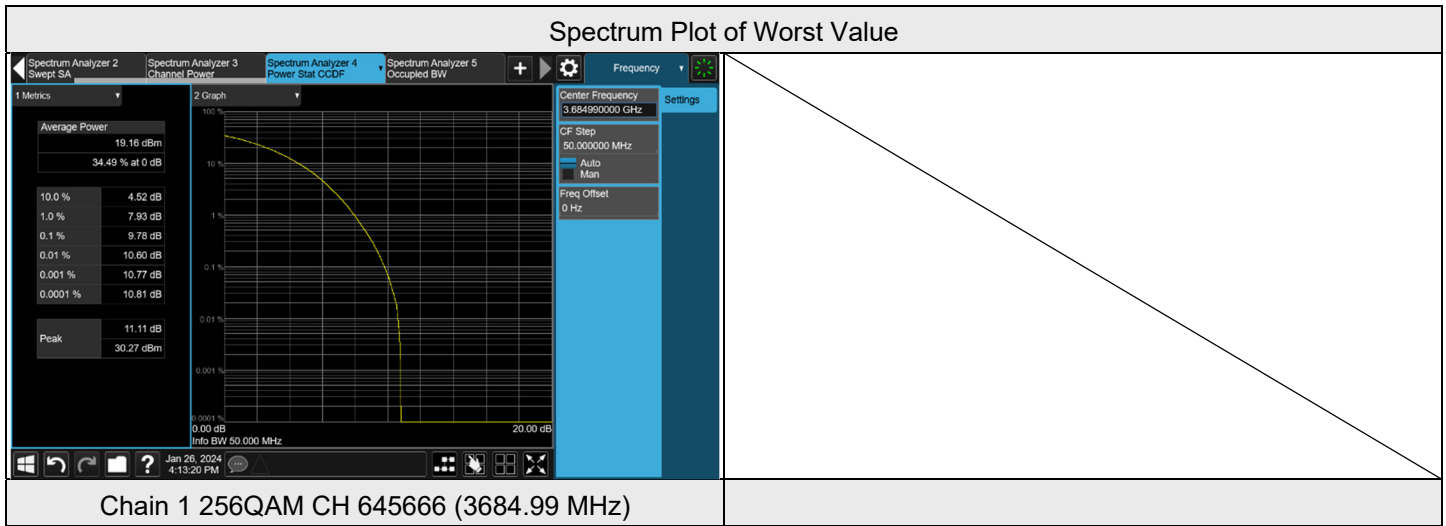 Spectrum Plot of Worst Value
Spectrum Analyzer 2
Swept SA
Spectrum Analyzer 3
Channel Power
Spectrum Analyzer 4
Power Stat CCDF
Spectrum Analyzer 5
Occupied BW
+
Frequency
1 Metrics
2 Graph
Center Frequency
3.684990000 GHz
Settings
CF Step
50.000000 MHz
Auto
Man
Freq Offset
0 Hz
Average Power
19.16 dBm
34.49 % at 0 dB
10.0 % 4.52 dB
1.0 % 7.93 dB
0.1 % 9.78 dB
0.01 % 10.60 dB
0.001 % 10.77 dB
0.0001 % 10.81 dB
Peak
11.11 dB
30.27 dBm
100 %
10 %
1 %
0.1 %
0.01 %
0.001 %
0.0001 %
0.00 dB 20.00 dB
Info BW 50.000 MHz
?
Jan 26, 2024
4:13:20 PM
Chain 1 256QAM CH 645666 (3684.99 MHz)